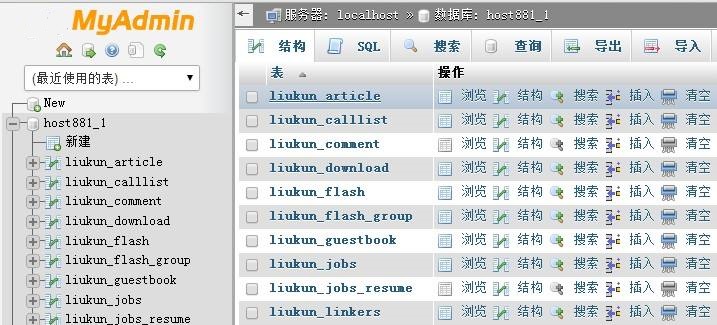 MyAdmin
(最近使用的表) ...
New
host881_1
新建
liukun_article
liukun_calllist
liukun_comment
liukun_download
liukun_flash
liukun_flash_group
liukun_guestbook
liukun_jobs
liukun_jobs_resume
服务器: localhost » 数据库: host881_1
结构 SQL 搜索 查询 导出 导入
表 操作
liukun_article 浏览 结构 搜索 插入 清空
liukun_calllist 浏览 结构 搜索 插入 清空
liukun_comment 浏览 结构 搜索 插入 清空
liukun_download 浏览 结构 搜索 插入 清空
liukun_flash 浏览 结构 搜索 插入 清空
liukun_flash_group 浏览 结构 搜索 插入 清空
liukun_guestbook 浏览 结构 搜索 插入 清空
liukun_jobs 浏览 结构 搜索 插入 清空
liukun_jobs_resume 浏览 结构 搜索 插入 清空
liukun_linkers 浏览 结构 搜索 插入 清空